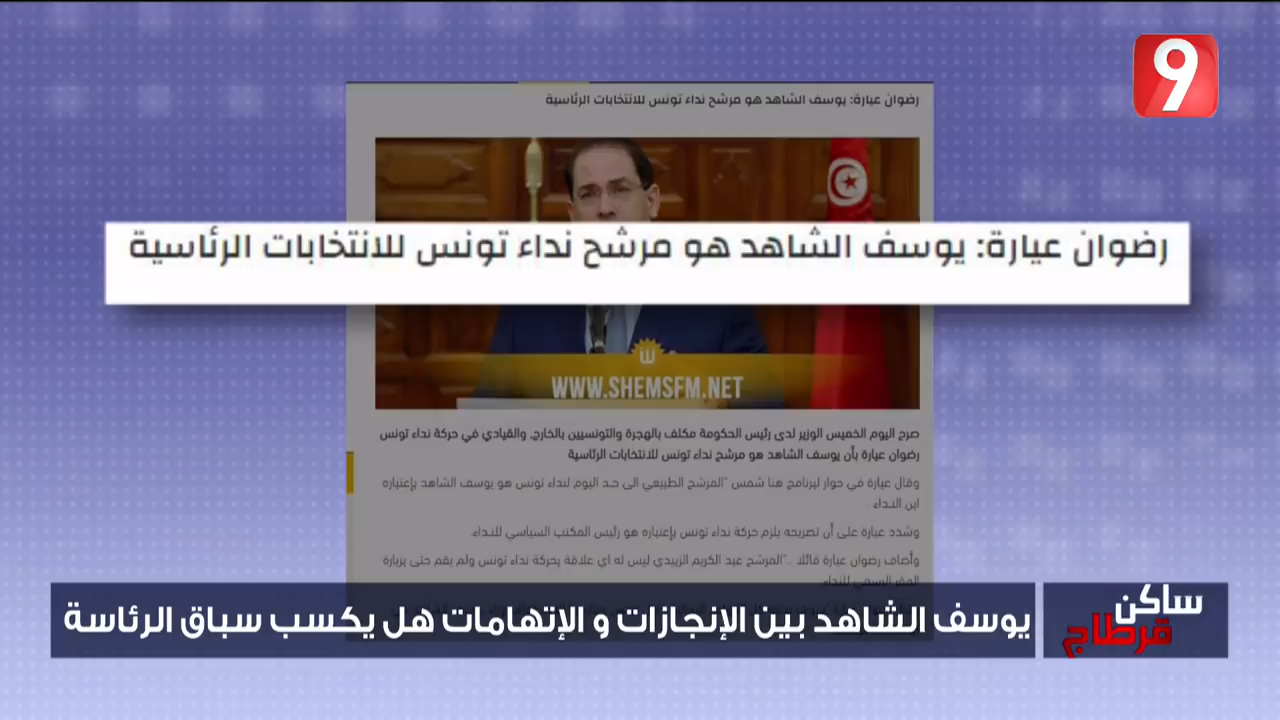 9
رضوان عيارة: يوسف الشاهد هو مرشح نداء تونس للانتخابات الرئاسية
رضوان عيارة: يوسف الشاهد هو مرشح نداء تونس للانتخابات الرئاسية
WWW.SHEMSFM.NET
صرح اليوم الخميس الوزير لدى رئيس الحكومة مكلف بالهجرة والتونسيين بالخارج، والقيادي في حركة نداء تونس
رضوان عيارة بأن يوسف الشاهد هو مرشح نداء تونس للانتخابات الرئاسية
وقال عيارة في حوار لبرنامج هنا شمس "المرشح الطبيعي الى حد اليوم لنداء تونس هو يوسف الشاهد بإعتباره
ابن النداء
وشدد عيارة على أن تصريحه يلزم حركة نداء تونس بإعتباره هو رئيس المكتب السياسي للنداء.
وأضاف رضوان عيارة قائلا .. "المرشح عبد الكريم الزبيدي ليس له اي علاقة بحركة نداء تونس ولم يقم حتى بزيارة
المقر الرسمي للنداء.
يوسف الشاهد بين الإنجازات و الإتهامات هل يكسب سباق الرئاسة
ساكن
قرطاج